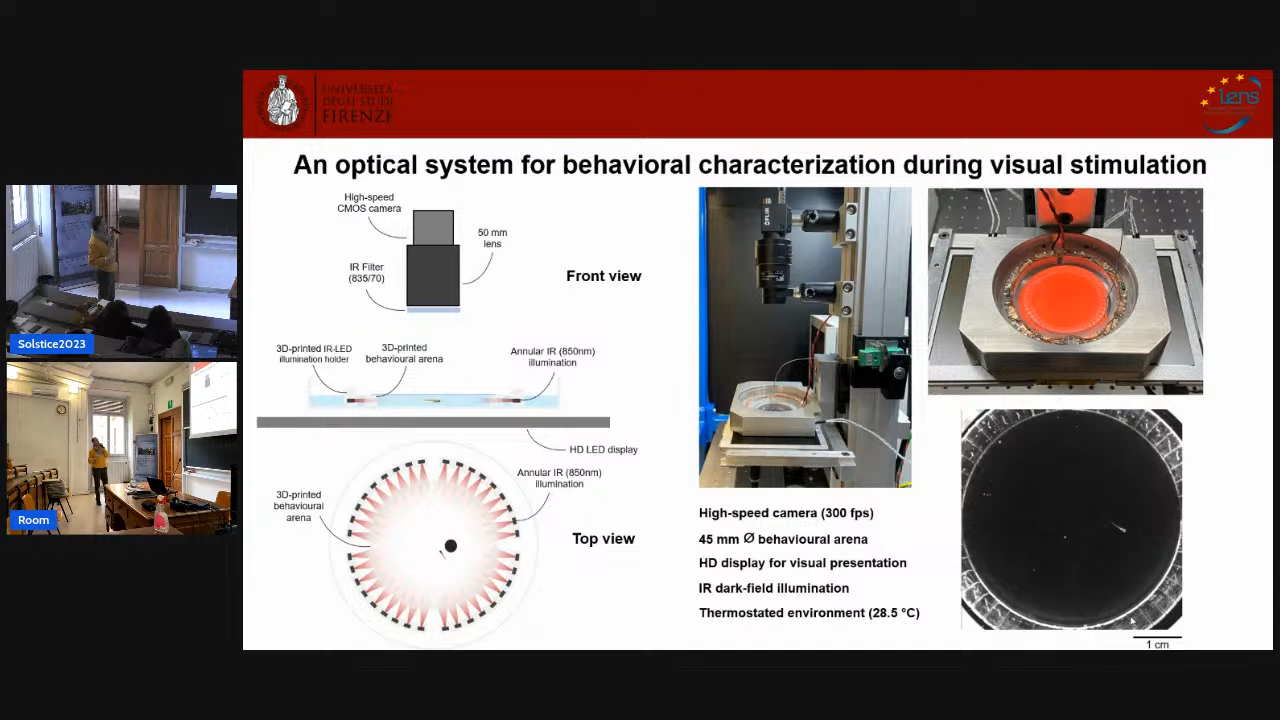 UNIVERSITÀ
DEGLI STUDI
FIRENZE
Lens
An optical system for behavioral characterization during visual stimulation
High-speed
CMOS camera
50 mm
lens
IR Filter
(835/70)
Front view
3D-printed IR-LED
illumination holder
3D-printed
behavioural arena
Annular IR (850nm)
illumination
HD LED display
Annular IR (850nm)
illumination
3D-printed
behavioural
arena
Top view
High-speed camera (300 fps)
45 mm Ø behavioural arena
HD display for visual presentation
IR dark-field illumination
Thermostated environment (28.5 °C)
1 cm
Solstice2023
Room